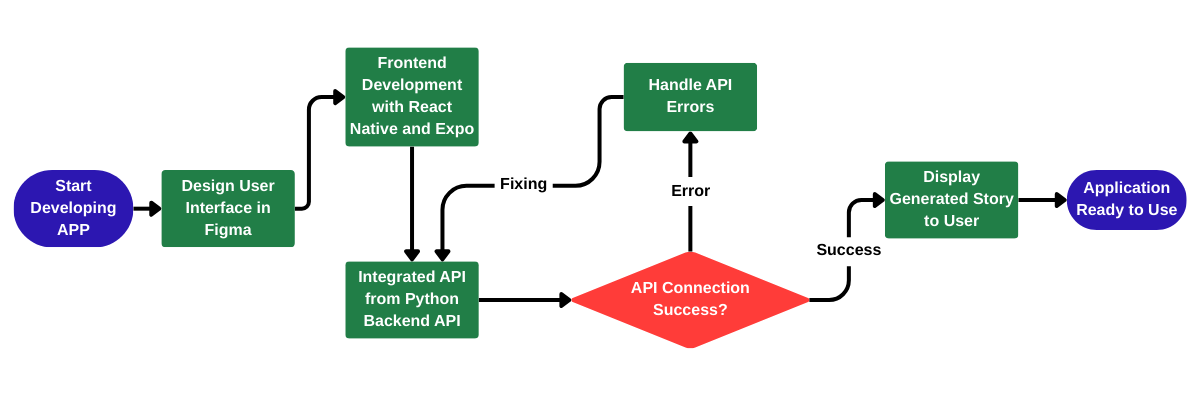 Start
Developing
APP
Design User
Interface in
Figma
Frontend
Development
with React
Native and Expo
Integrated API
from Python
Backend API
Fixing
Handle API
Errors
Error
API Connection
Success?
Success
Display
Generated Story
to User
Application
Ready to Use